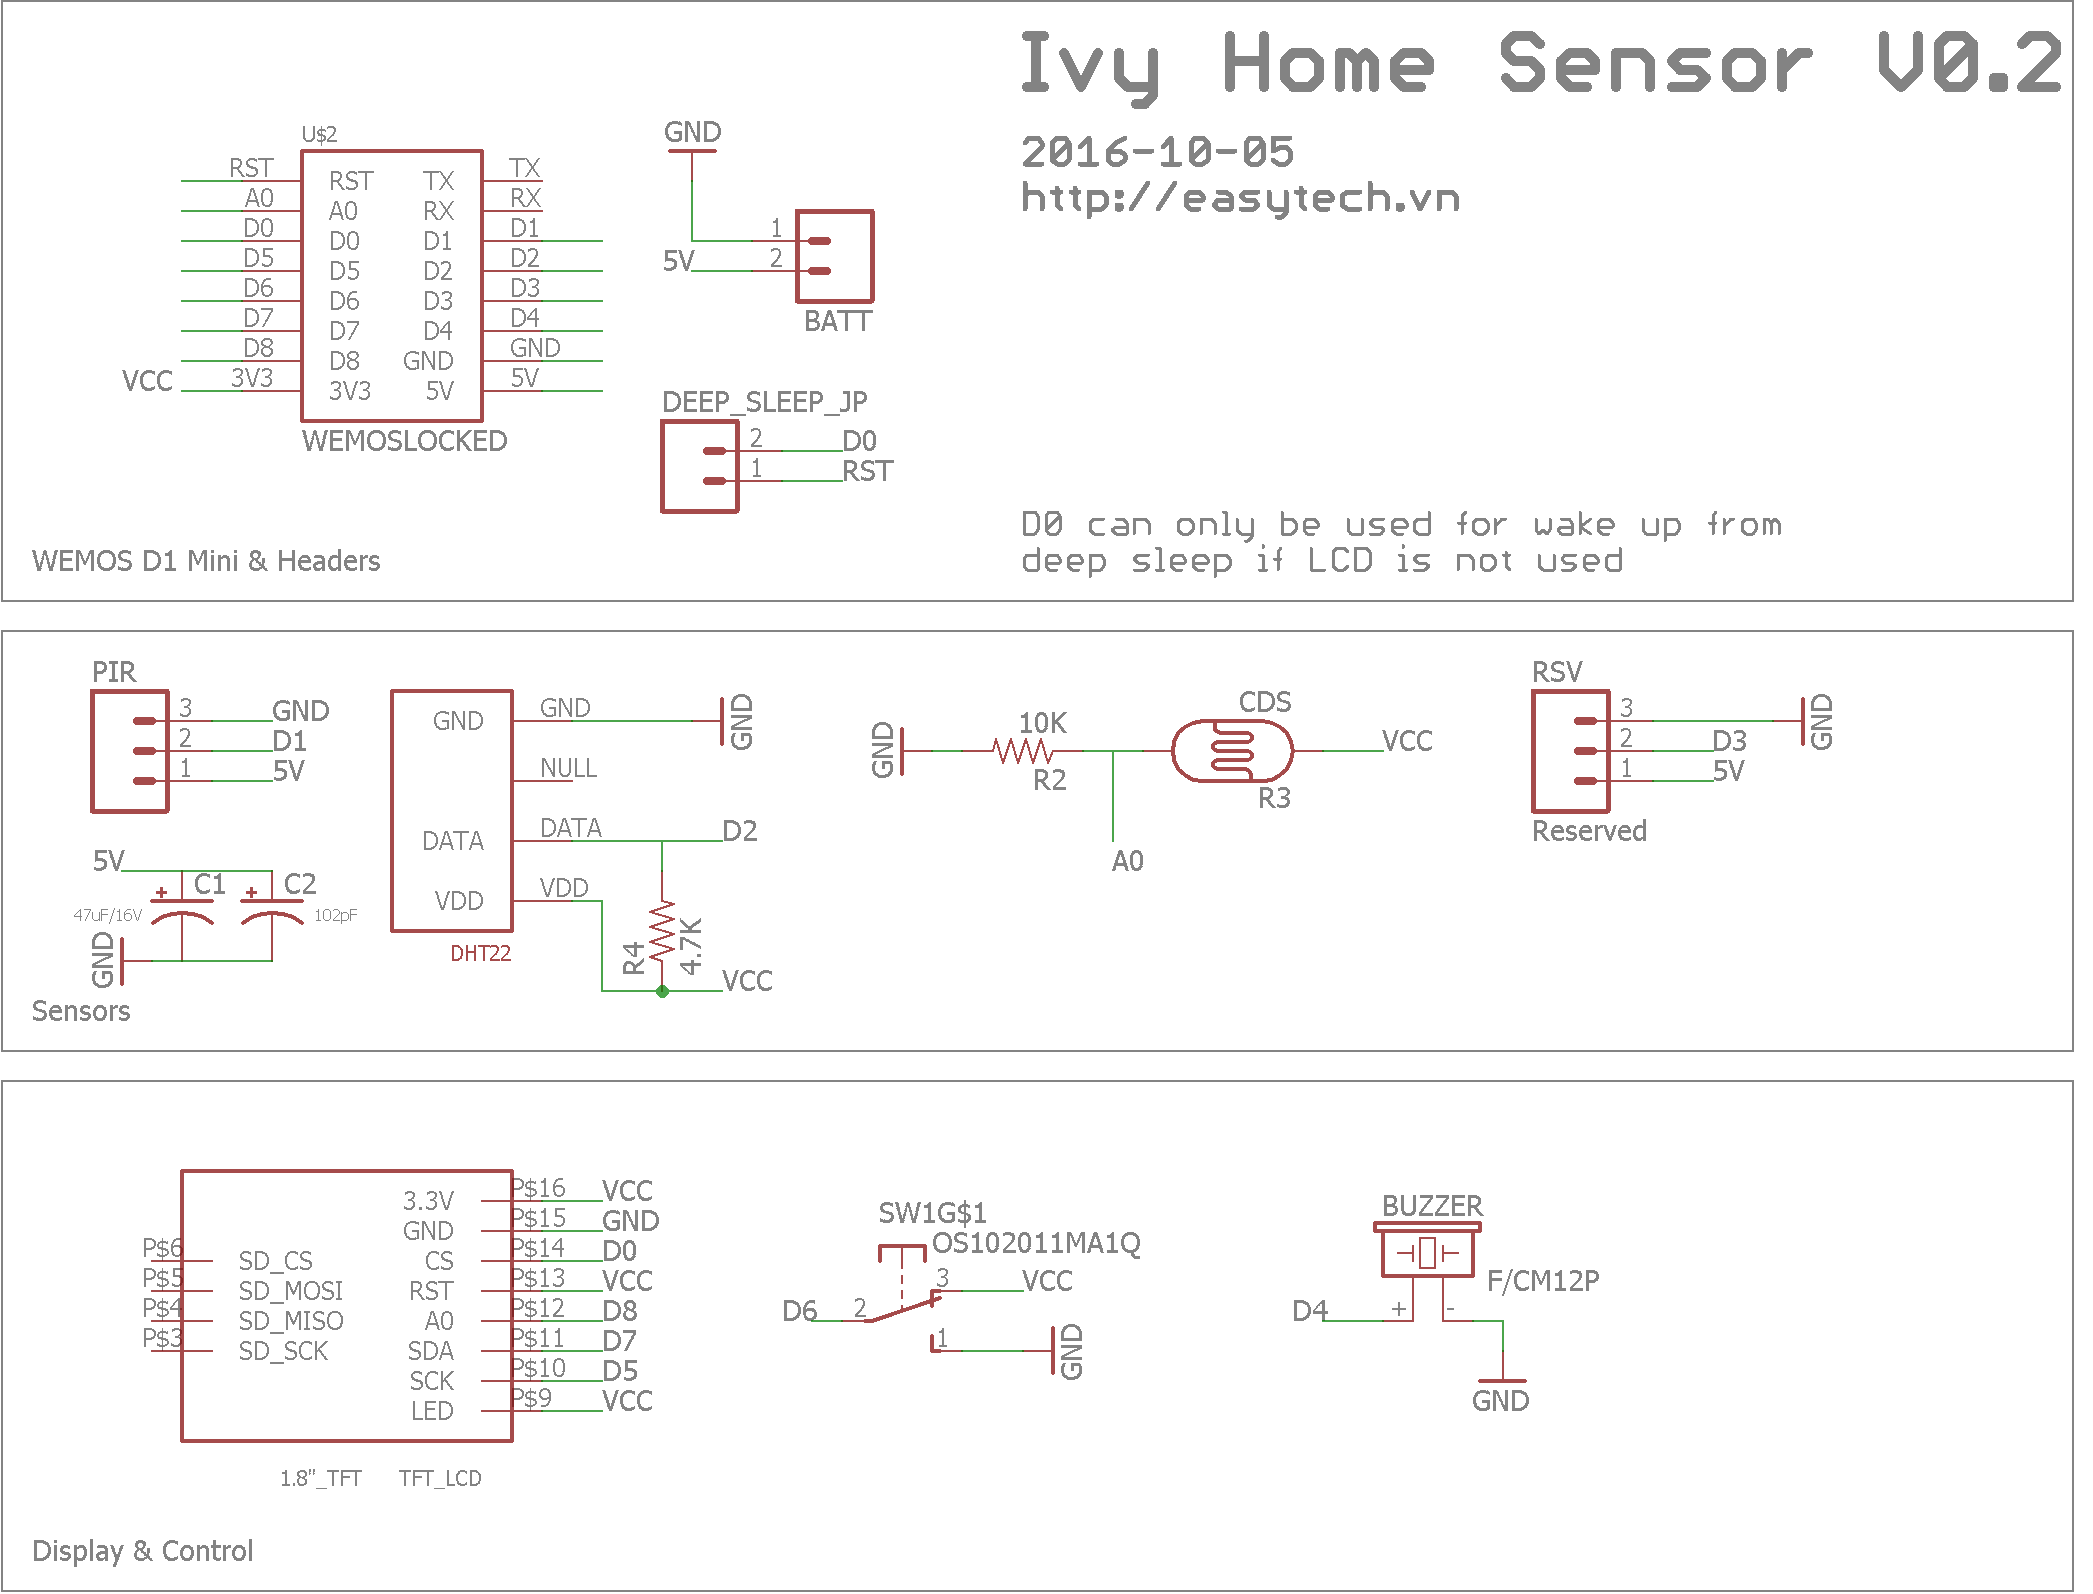 Ivy Home Sensor V0.2
2016-10-05
http://easytech.vn
U$2
RST RST TX TX
A0 A0 RX RX
D0 D0 D1 D1
D5 D5 D2 D2
D6 D6 D3 D3
D7 D7 D4 D4
D8 D8 GND GND
VCC 3V3 3V3 5V 5V
WEMOSLOCKED
GND
1
5V 2
BATT
DEEP_SLEEP_JP
2 D0
1 RST
D0 can only be used for wake up from
deep sleep if LCD is not used
WEMOS D1 Mini & Headers
PIR
3 GND
2 D1
1 5V
5V
C1 C2
47uF/16V 102pF
GND
GND GND GND
NULL
DATA DATA D2
VDD VDD
R4 4.7K
VCC
DHT22
GND 10K R2
CDS
R3 VCC
A0
RSV
3 GND
2 D3
1 5V
Reserved
Sensors
P$6 SD_CS
P$5 SD_MOSI
P$4 SD_MISO
P$3 SD_SCK
3.3V P$16 VCC
GND P$15 GND
CS P$14 D0
RST P$13 VCC
A0 P$12 D8
SDA P$11 D7
SCK P$10 D5
LED P$9 VCC
1.8"_TFT TFT_LCD
SW1G$1
OS102011MA1Q
3 VCC
D6 2
1 GND
BUZZER
F/CM12P
D4 + -
GND
Display & Control